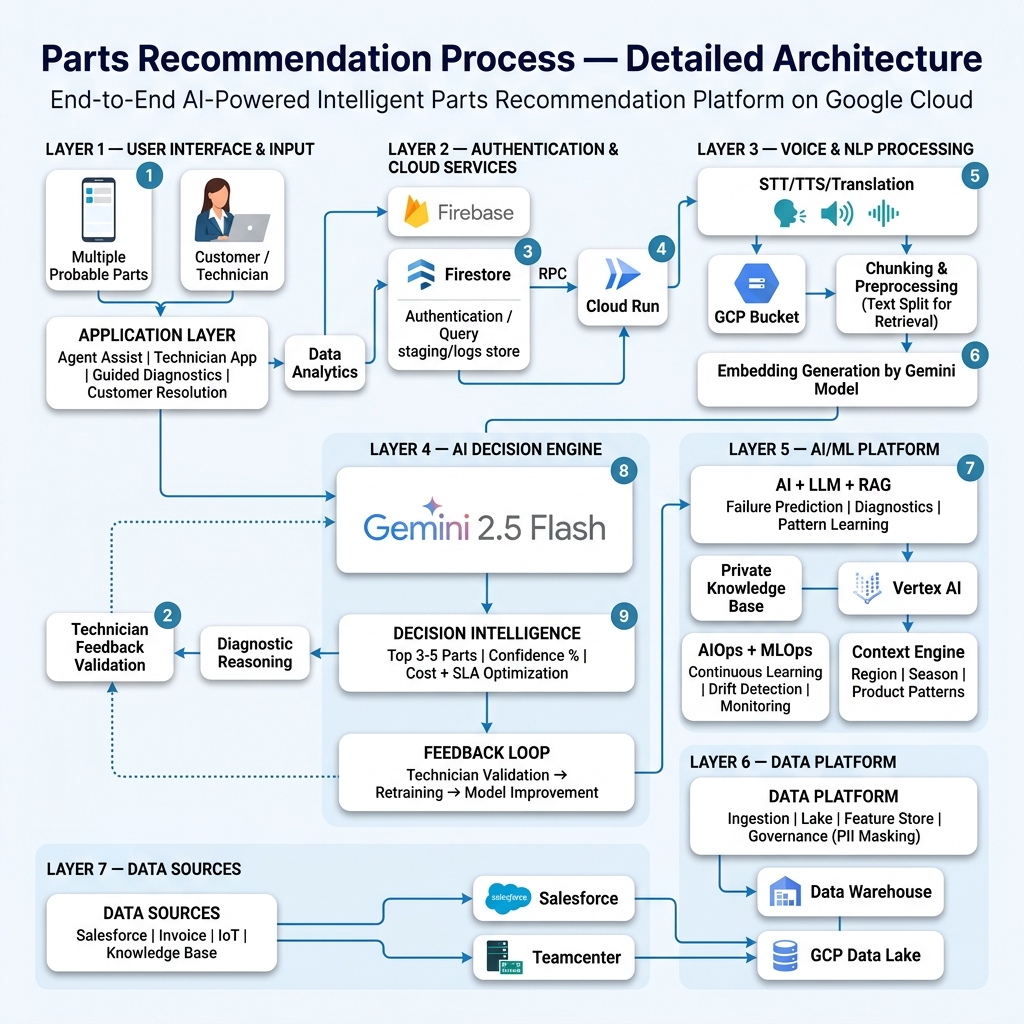 Parts Recommendation Process — Detailed Architecture
End-to-End AI-Powered Intelligent Parts Recommendation Platform on Google Cloud
LAYER 1 — USER INTERFACE & INPUT
1
Multiple
Probable Parts
Customer /
Technician
APPLICATION LAYER
Agent Assist | Technician App
| Guided Diagnostics |
Customer Resolution
Data
Analytics
LAYER 2 — AUTHENTICATION &
CLOUD SERVICES
Firebase
3
Firestore
Authentication /
Query
staging/logs store
RPC
4
Cloud Run
LAYER 3 — VOICE & NLP PROCESSING
5
STT/TTS/Translation
GCP Bucket
Chunking &
Preprocessing
(Text Split for
Retrieval)
6
Embedding Generation by Gemini
Model
LAYER 4 — AI DECISION ENGINE
8
Gemini 2.5 Flash
9
DECISION INTELLIGENCE
Top 3-5 Parts | Confidence % |
Cost + SLA Optimization
Diagnostic
Reasoning
2
Technician
Feedback
Validation
FEEDBACK LOOP
Technician Validation →
Retraining → Model Improvement
LAYER 5 — AI/ML PLATFORM
7
AI + LLM + RAG
Failure Prediction | Diagnostics |
Pattern Learning
Private
Knowledge
Base
Vertex AI
AIOps + MLOps
Continuous Learning
| Drift Detection |
Monitoring
Context Engine
Region | Season |
Product Patterns
LAYER 6 — DATA PLATFORM
DATA PLATFORM
Ingestion | Lake | Feature Store |
Governance (PII Masking)
Data Warehouse
GCP Data Lake
LAYER 7 — DATA SOURCES
DATA SOURCES
Salesforce | Invoice | IoT |
Knowledge Base
salesforce
Salesforce
Teamcenter